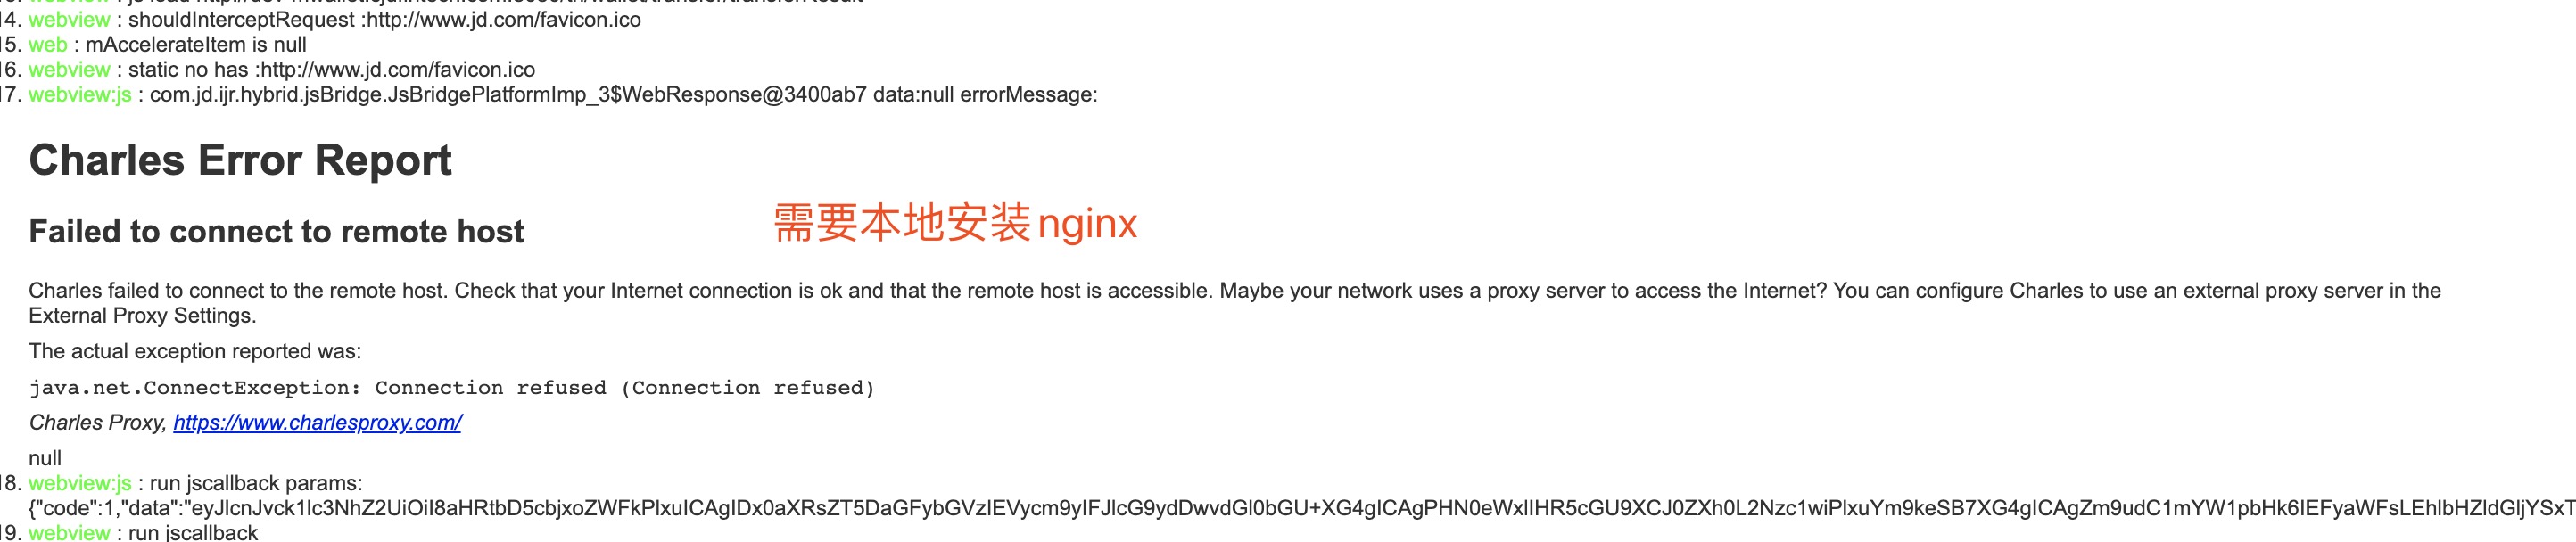 14. webview : shouldInterceptRequest :http://www.jd.com/favicon.ico
15. web : mAccelerateItem is null
16. webview : static no has :http://www.jd.com/favicon.ico
17. webview:js : com.jd.ijr.hybrid.jsBridge.JsBridgePlatformImp_3$WebResponse@3400ab7 data:null errorMessage:
Charles Error Report
Failed to connect to remote host
需要本地安装nginx
Charles failed to connect to the remote host. Check that your Internet connection is ok and that the remote host is accessible. Maybe your network uses a proxy server to access the Internet? You can configure Charles to use an external proxy server in the
External Proxy Settings.
The actual exception reported was:
java.net.ConnectException: Connection refused (Connection refused)
Charles Proxy, https://www.charlesproxy.com/
null
18. webview:js : run jscallback params:
{"code":1,"data":"eyJlcnJvck1lc3NhZ2UiOiI8aHRtbD5cbjxoZWFkPlxuICAgIDx0aXRsZT5DaGFybGVzIEVycm9yIFJlcG9ydDwvdGl0bGU+XG4gICAgPHN0eWxlIHR5cGU9XCJ0ZXh0L2Nzc1wiPlxuYm9keSB7XG4gICAgZm9udC1mYW1pbHk6IEFyaWFsLEhlbHZldGljYSxT
19. webview : run jscallback